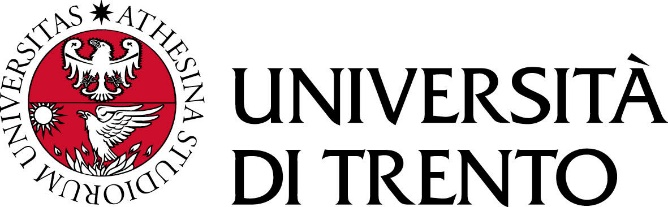 ATHESINA STUDIORUM UNIVERSITAS
UNIVERSITÀ
DI TRENTO